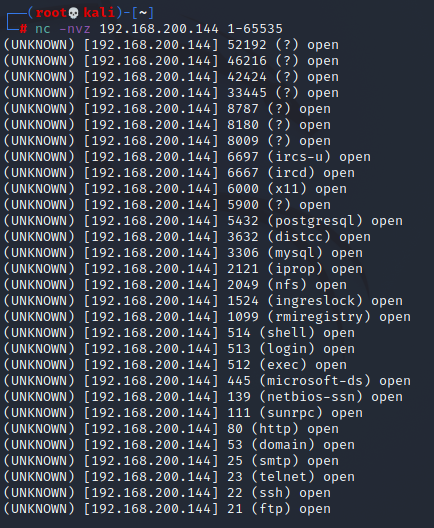 ┌──(root💀kali)-[~]
└─# nc -nvz 192.168.200.144 1-65535
(UNKNOWN) [192.168.200.144] 52192 (?) open
(UNKNOWN) [192.168.200.144] 46216 (?) open
(UNKNOWN) [192.168.200.144] 42424 (?) open
(UNKNOWN) [192.168.200.144] 33445 (?) open
(UNKNOWN) [192.168.200.144] 8787 (?) open
(UNKNOWN) [192.168.200.144] 8180 (?) open
(UNKNOWN) [192.168.200.144] 8009 (?) open
(UNKNOWN) [192.168.200.144] 6697 (ircs-u) open
(UNKNOWN) [192.168.200.144] 6667 (ircd) open
(UNKNOWN) [192.168.200.144] 6000 (x11) open
(UNKNOWN) [192.168.200.144] 5900 (?) open
(UNKNOWN) [192.168.200.144] 5432 (postgresql) open
(UNKNOWN) [192.168.200.144] 3632 (distcc) open
(UNKNOWN) [192.168.200.144] 3306 (mysql) open
(UNKNOWN) [192.168.200.144] 2121 (iprop) open
(UNKNOWN) [192.168.200.144] 2049 (nfs) open
(UNKNOWN) [192.168.200.144] 1524 (ingreslock) open
(UNKNOWN) [192.168.200.144] 1099 (rmiregistry) open
(UNKNOWN) [192.168.200.144] 514 (shell) open
(UNKNOWN) [192.168.200.144] 513 (login) open
(UNKNOWN) [192.168.200.144] 512 (exec) open
(UNKNOWN) [192.168.200.144] 445 (microsoft-ds) open
(UNKNOWN) [192.168.200.144] 139 (netbios-ssn) open
(UNKNOWN) [192.168.200.144] 111 (sunrpc) open
(UNKNOWN) [192.168.200.144] 80 (http) open
(UNKNOWN) [192.168.200.144] 53 (domain) open
(UNKNOWN) [192.168.200.144] 25 (smtp) open
(UNKNOWN) [192.168.200.144] 23 (telnet) open
(UNKNOWN) [192.168.200.144] 22 (ssh) open
(UNKNOWN) [192.168.200.144] 21 (ftp) open